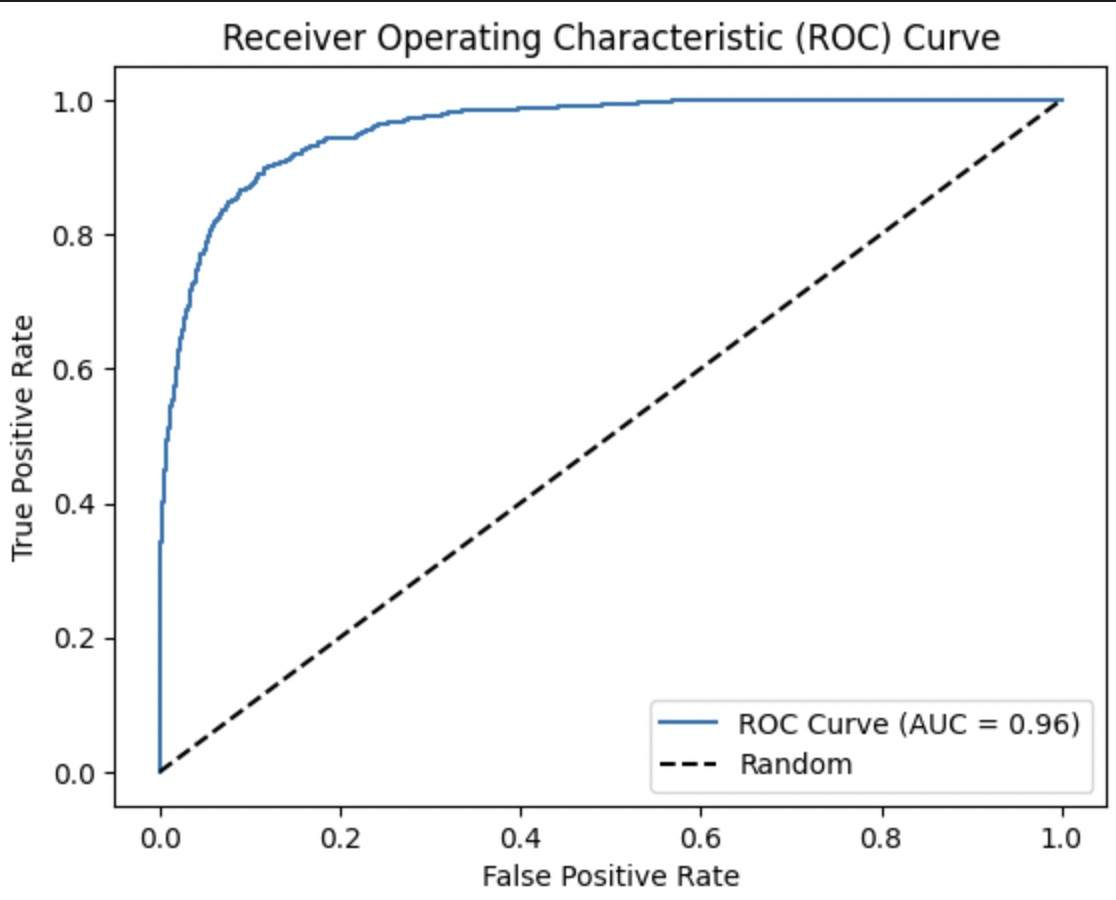 Receiver Operating Characteristic (ROC) Curve
True Positive Rate
1.0
0.8
0.6
0.4
0.2
0.0
ROC Curve (AUC = 0.96)
Random
0.0 0.2 0.4 0.6 0.8 1.0
False Positive Rate